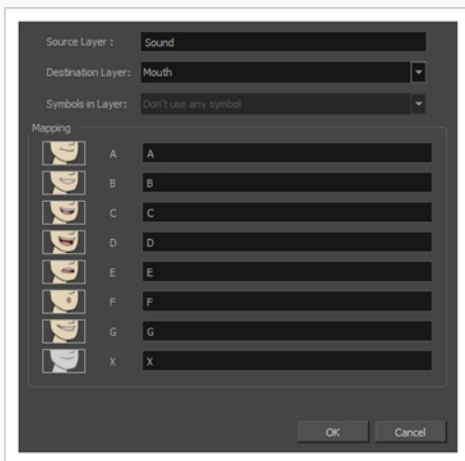 Source Layer : Sound
Destination Layer: Mouth
Symbols in Layer: Don't use any symbol
Mapping
A A
B B
C C
D D
E E
F F
G G
X X
OK Cancel